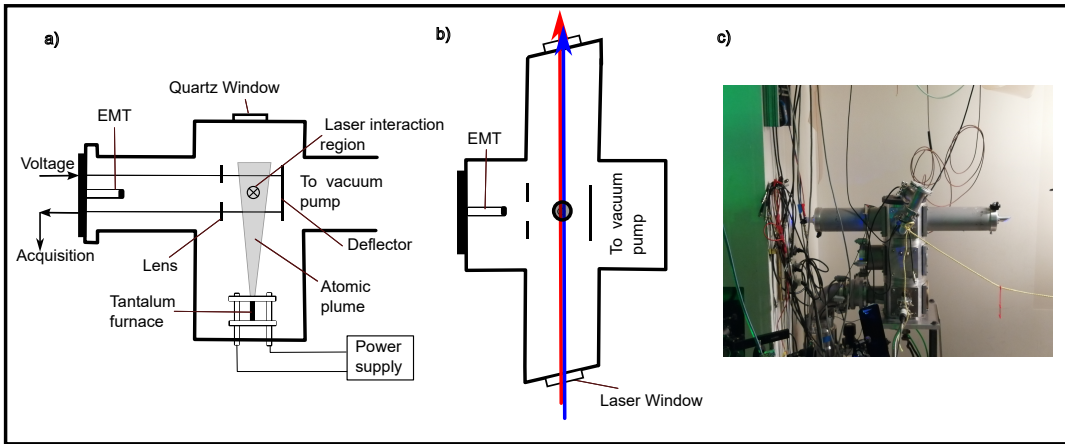 a)
Quartz Window
EMT
Laser interaction
region
Voltage
To vacuum
pump
Acquisition
Lens
Deflector
Atomic
plume
Tantalum
furnace
Power
supply
b)
EMT
To vacuum
pump
Laser Window
c)